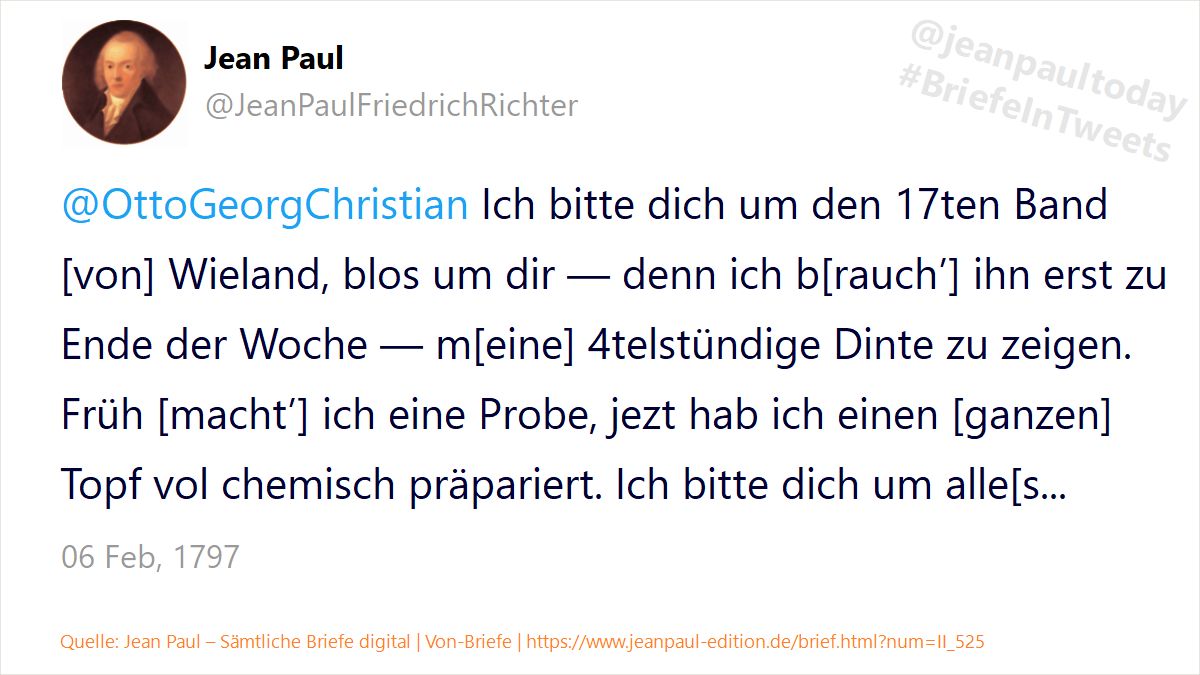 Jean Paul
@JeanPaulFriedrichRichter
@jeanpaultoday
#BriefeInTweets
@OttoGeorgChristian Ich bitte dich um den 17ten Band
[von] Wieland, blos um dir — denn ich b[rauch’] ihn erst zu
Ende der Woche — m[eine] 4telstündige Dinte zu zeigen.
Früh [macht’] ich eine Probe, jezt hab ich einen [ganzen]
Topf vol chemisch präpariert. Ich bitte dich um alle[s...
06 Feb, 1797
Quelle: Jean Paul – Sämtliche Briefe digital | Von-Briefe | https://www.jeanpaul-edition.de/brief.html?num=II_525